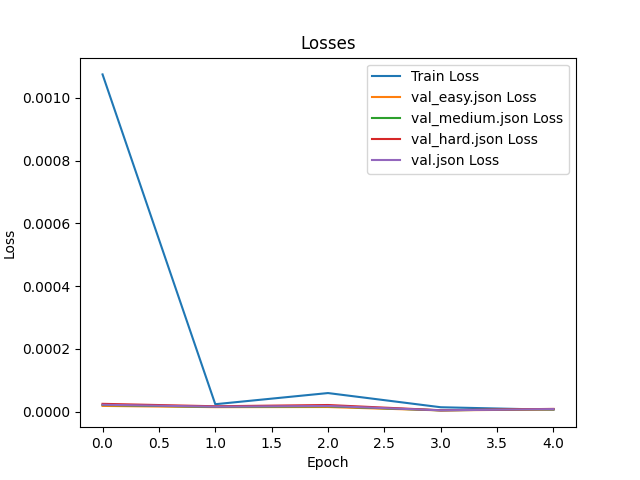 Losses
Train Loss
val_easy.json Loss
val_medium.json Loss
val_hard.json Loss
val.json Loss
Loss
0.0010
0.0008
0.0006
0.0004
0.0002
0.0000
0.0 0.5 1.0 1.5 2.0 2.5 3.0 3.5 4.0
Epoch